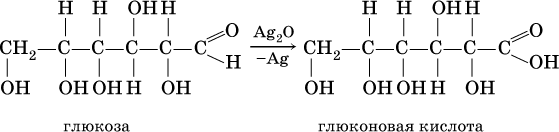 H H OH H H H OH H
O Ag₂O O
CH₂–C–C–C–C–C CH₂–C–C–C–C–C
H –Ag OH
OH OH OH H OH OH OH OH H OH
глюкоза глюконовая кислота